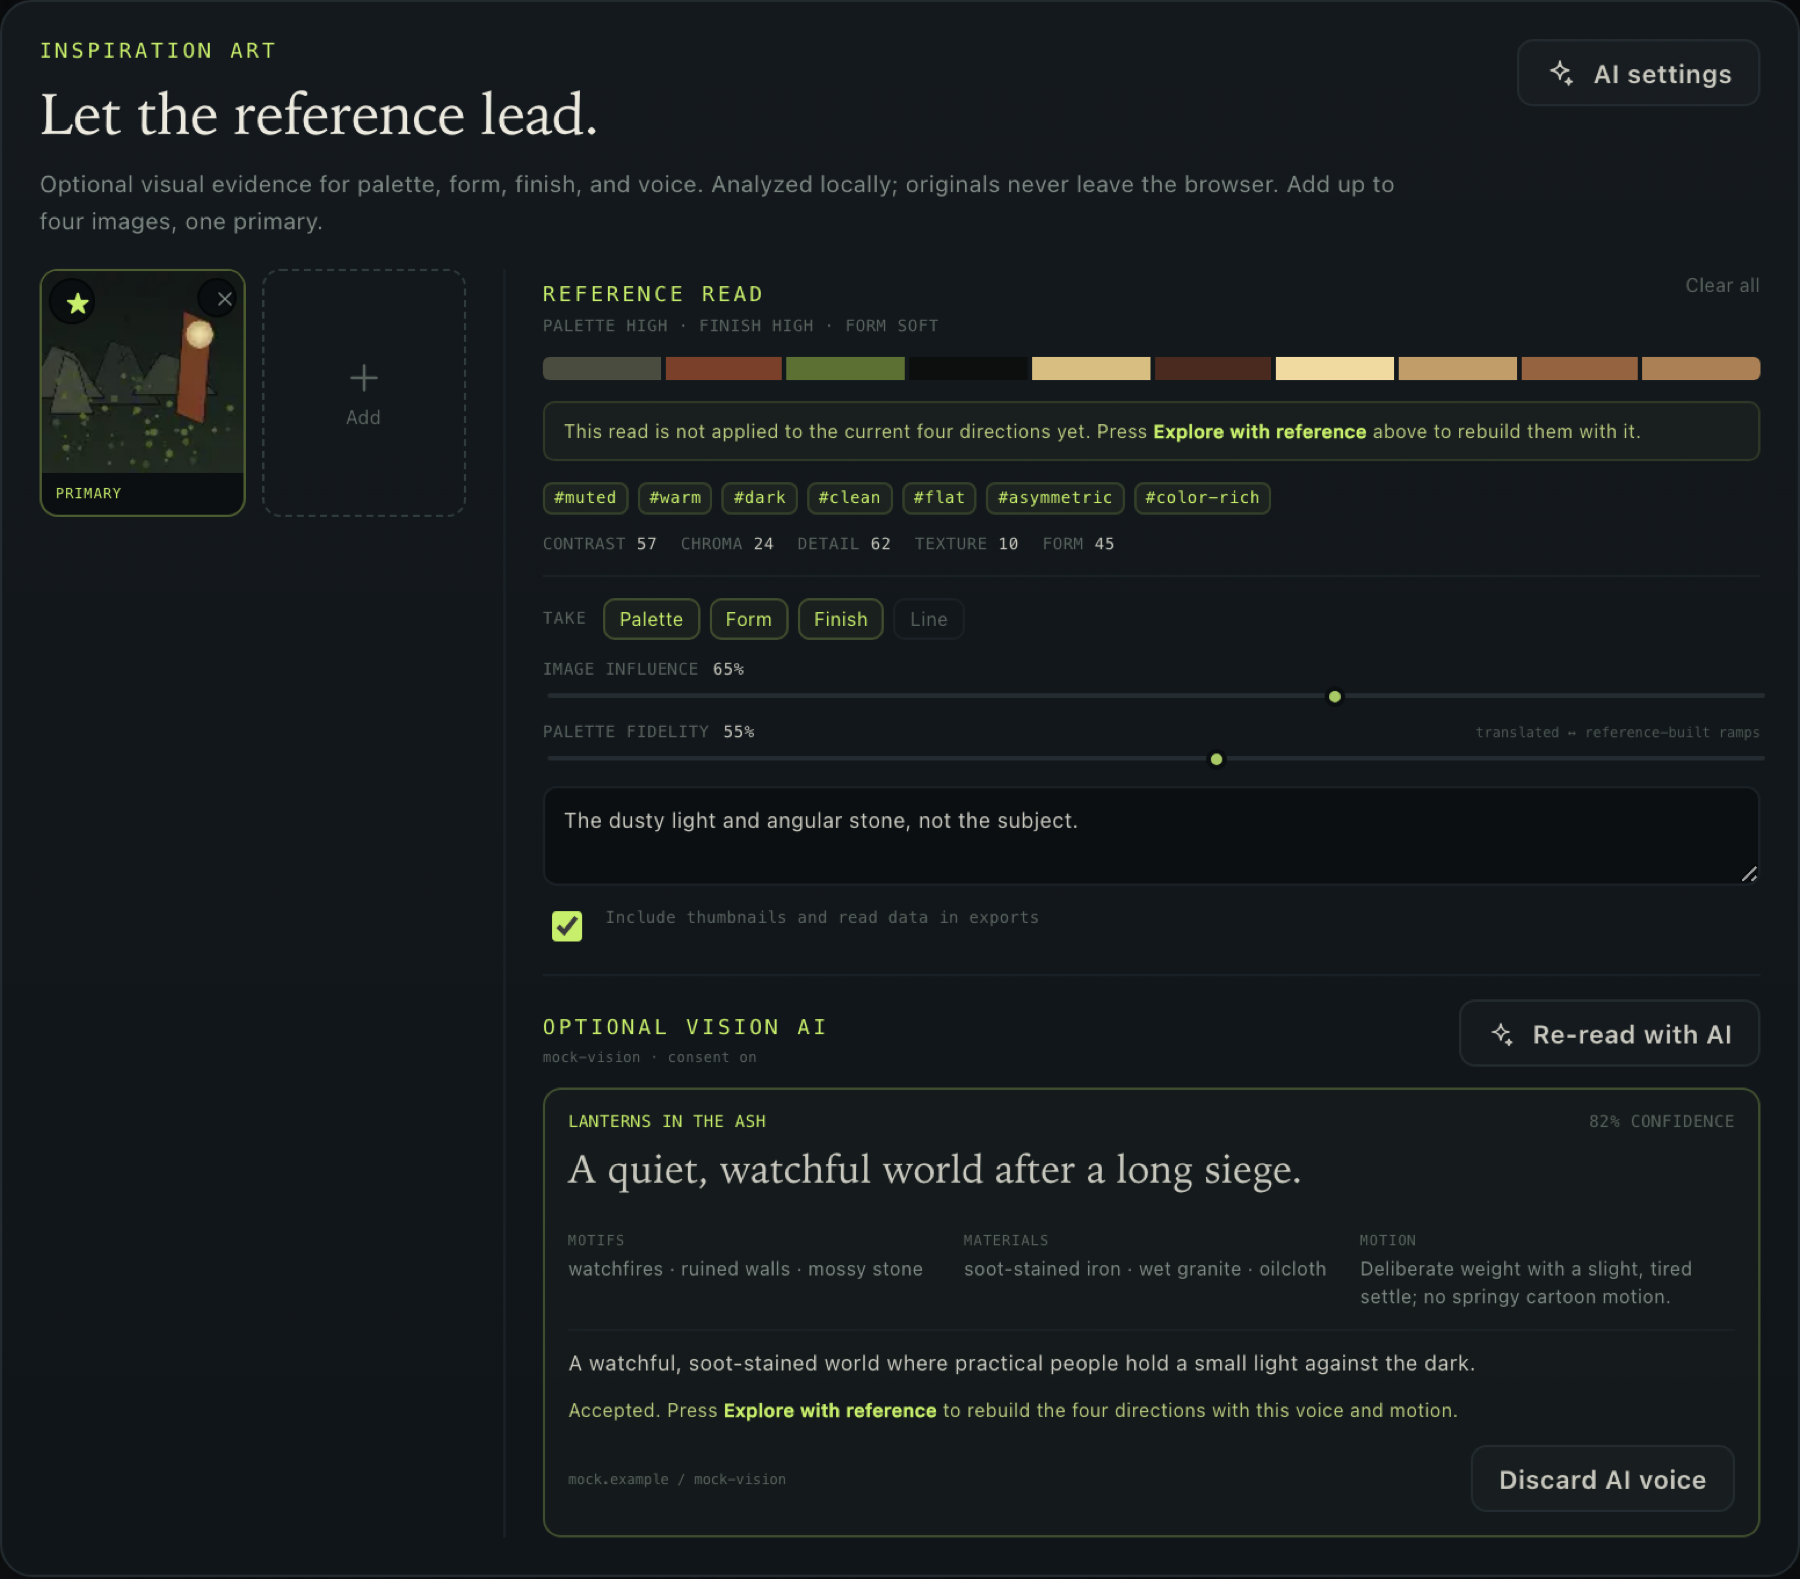 INSPIRATION ART
AI settings
Let the reference lead.
Optional visual evidence for palette, form, finish, and voice. Analyzed locally; originals never leave the browser. Add up to
four images, one primary.
PRIMARY
Add
REFERENCE READ
Clear all
PALETTE HIGH · FINISH HIGH · FORM SOFT
This read is not applied to the current four directions yet. Press Explore with reference above to rebuild them with it.
#muted #warm #dark #clean #flat #asymmetric #color-rich
CONTRAST 57 CHROMA 24 DETAIL 62 TEXTURE 10 FORM 45
TAKE Palette Form Finish Line
IMAGE INFLUENCE 65%
PALETTE FIDELITY 55% translated ↔ reference-built ramps
The dusty light and angular stone, not the subject.
Include thumbnails and read data in exports
OPTIONAL VISION AI
Re-read with AI
mock-vision · consent on
LANTERNS IN THE ASH 82% CONFIDENCE
A quiet, watchful world after a long siege.
MOTIFS
watchfires · ruined walls · mossy stone
MATERIALS
soot-stained iron · wet granite · oilcloth
MOTION
Deliberate weight with a slight, tired
settle; no springy cartoon motion.
A watchful, soot-stained world where practical people hold a small light against the dark.
Accepted. Press Explore with reference to rebuild the four directions with this voice and motion.
mock.example / mock-vision
Discard AI voice